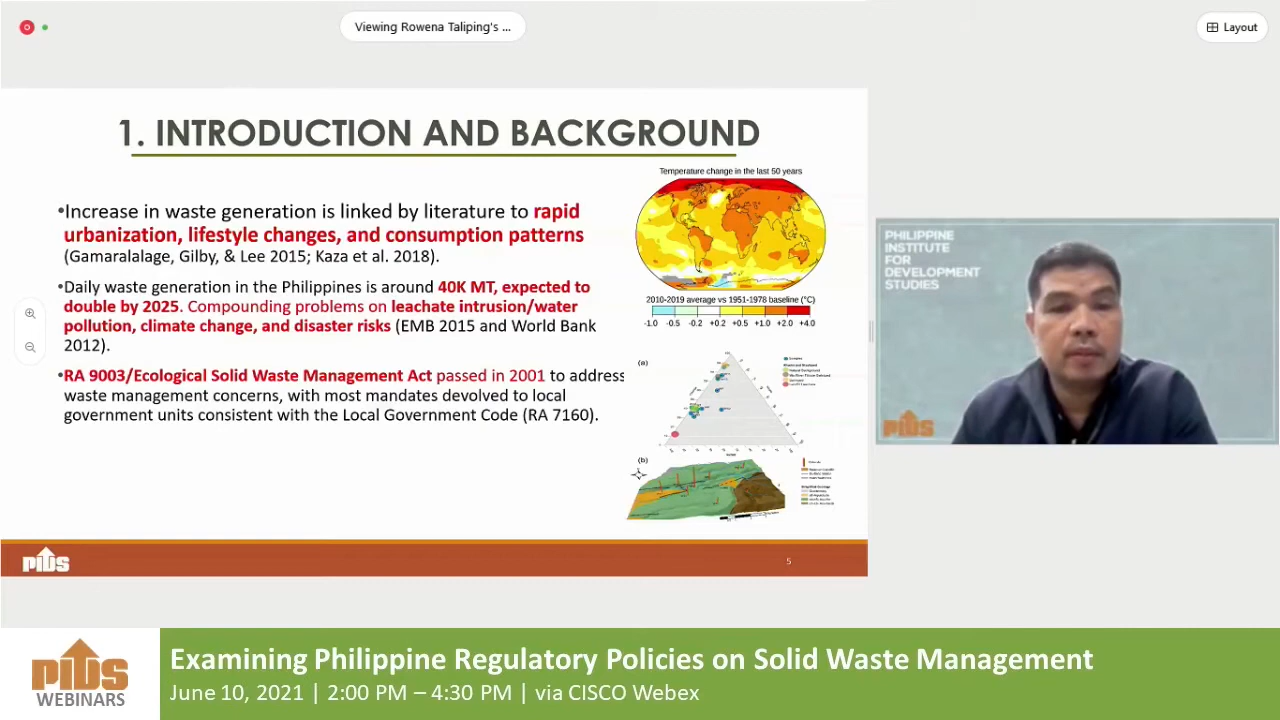 Viewing Rowena Taliping's ...
Layout
1. INTRODUCTION AND BACKGROUND
•Increase in waste generation is linked by literature to rapid
urbanization, lifestyle changes, and consumption patterns
(Gamaralalage, Gilby, & Lee 2015; Kaza et al. 2018).
•Daily waste generation in the Philippines is around 40K MT, expected to
double by 2025. Compounding problems on leachate intrusion/water
pollution, climate change, and disaster risks (EMB 2015 and World Bank
2012).
•RA 9003/Ecological Solid Waste Management Act passed in 2001 to address
waste management concerns, with most mandates devolved to local
government units consistent with the Local Government Code (RA 7160).
Temperature change in the last 50 years
2010-2019 average vs 1951-1978 baseline (°C)
-1.0 -0.5 -0.2 +0.2 +0.5 +1.0 +2.0 +4.0
(a)
(b)
PIDS
5
PHILIPPINE
INSTITUTE
FOR
DEVELOPMENT
STUDIES
PIDS
PIDS
WEBINARS
Examining Philippine Regulatory Policies on Solid Waste Management
June 10, 2021 | 2:00 PM – 4:30 PM | via CISCO Webex